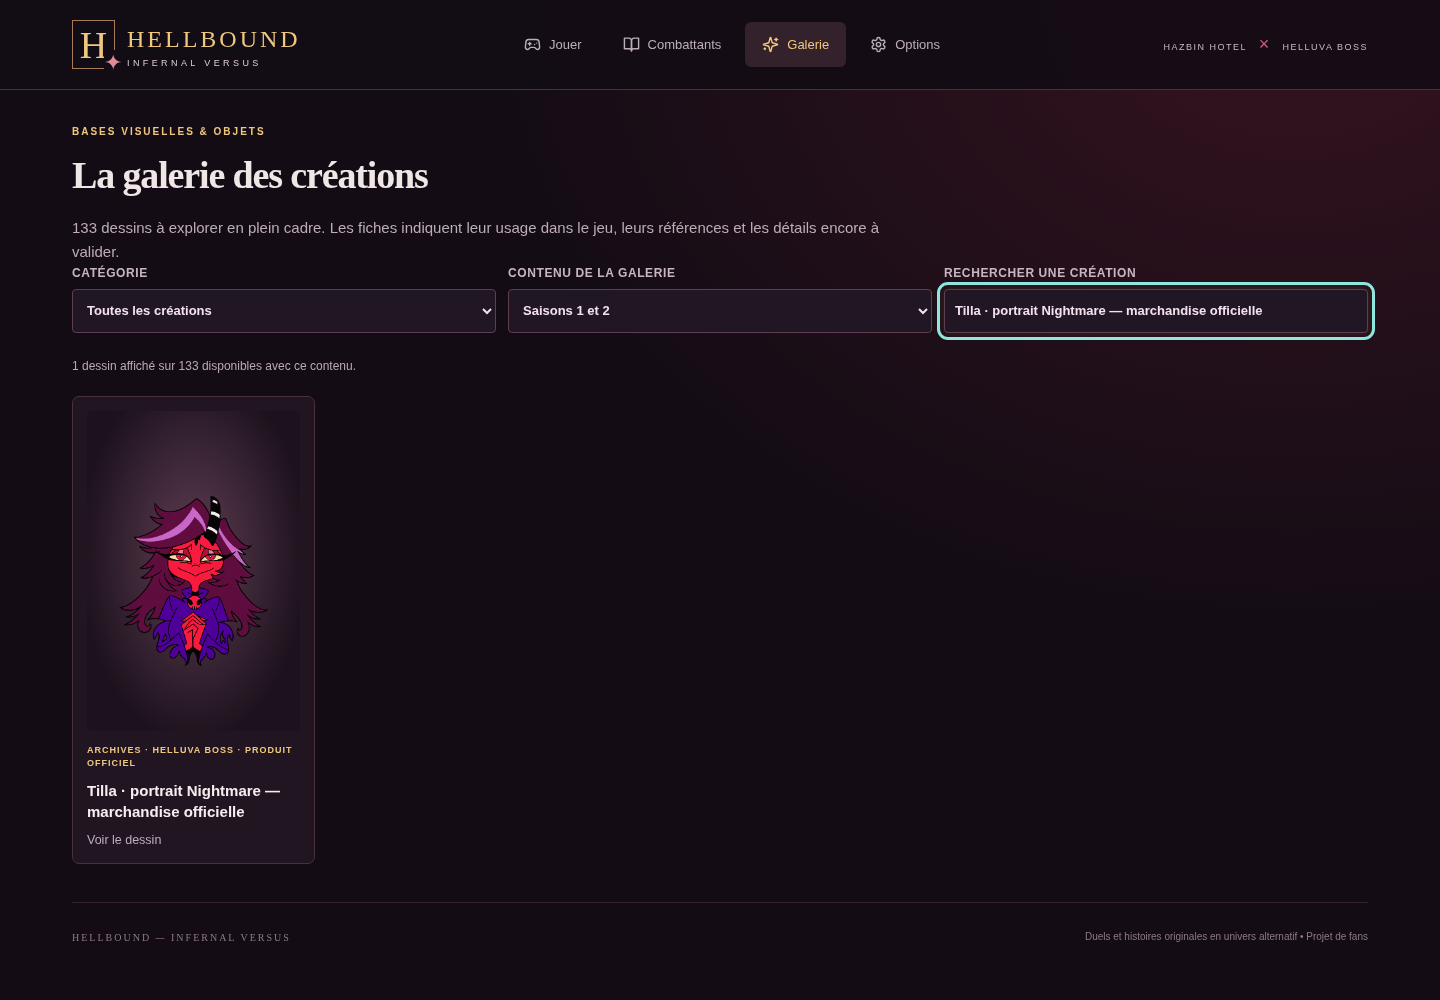 H
HELLBOUND
INFERNAL VERSUS
Jouer
Combattants
Galerie
Options
HAZBIN HOTEL × HELLUVA BOSS
BASES VISUELLES & OBJETS
La galerie des créations
133 dessins à explorer en plein cadre. Les fiches indiquent leur usage dans le jeu, leurs références et les détails encore à
valider.
CATÉGORIE
Toutes les créations
CONTENU DE LA GALERIE
Saisons 1 et 2
RECHERCHER UNE CRÉATION
Tilla · portrait Nightmare — marchandise officielle
1 dessin affiché sur 133 disponibles avec ce contenu.
ARCHIVES · HELLUVA BOSS · PRODUIT
OFFICIEL
Tilla · portrait Nightmare —
marchandise officielle
Voir le dessin
HELLBOUND — INFERNAL VERSUS
Duels et histoires originales en univers alternatif • Projet de fans